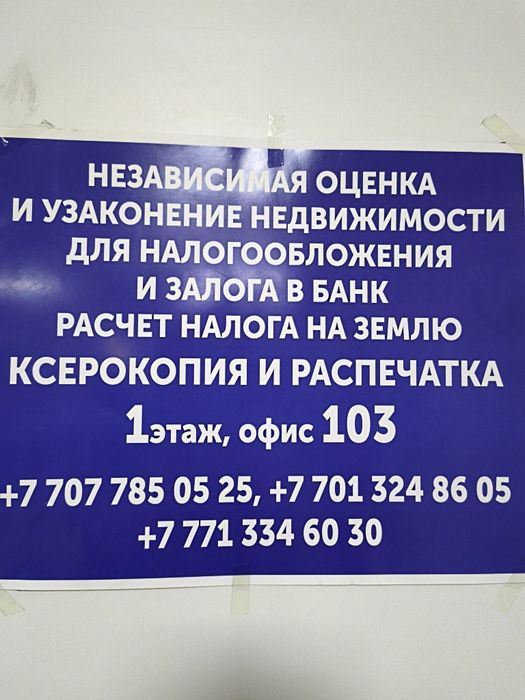 НЕЗАВИСИМАЯ ОЦЕНКА
И УЗАКОНЕНИЕ НЕДВИЖИМОСТИ
ДЛЯ НАЛОГООБЛОЖЕНИЯ
И ЗАЛОГА В БАНК
РАСЧЕТ НАЛОГА НА ЗЕМЛЮ
КСЕРОКОПИЯ И РАСПЕЧАТКА
1этаж, офис 103
+7 707 785 05 25, +7 701 324 86 05
+7 771 334 60 30